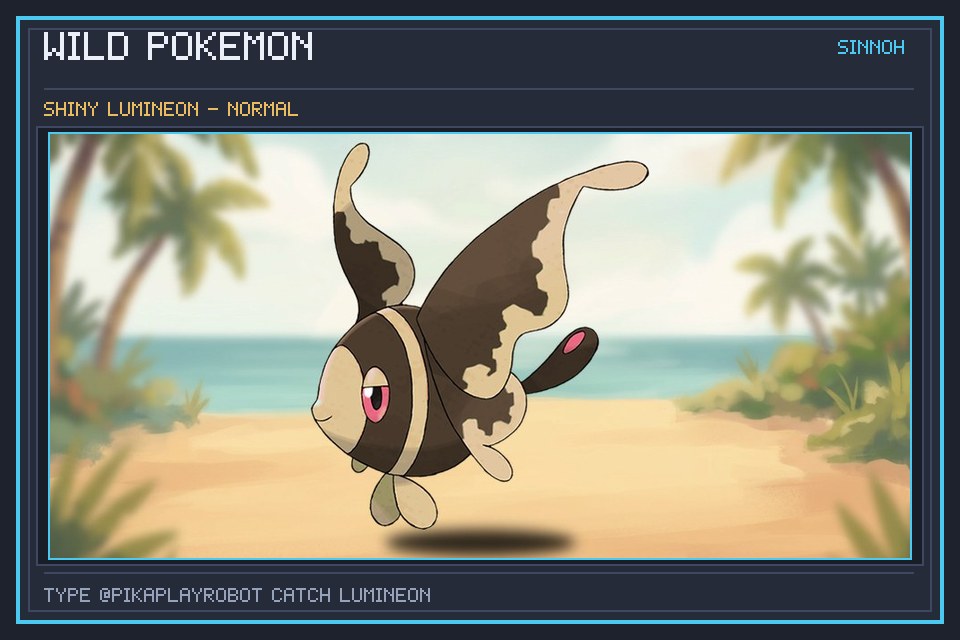 WILD POKEMON
SINNOH
SHINY LUMINEON - NORMAL
TYPE @PIKAPLAYROBOT CATCH LUMINEON